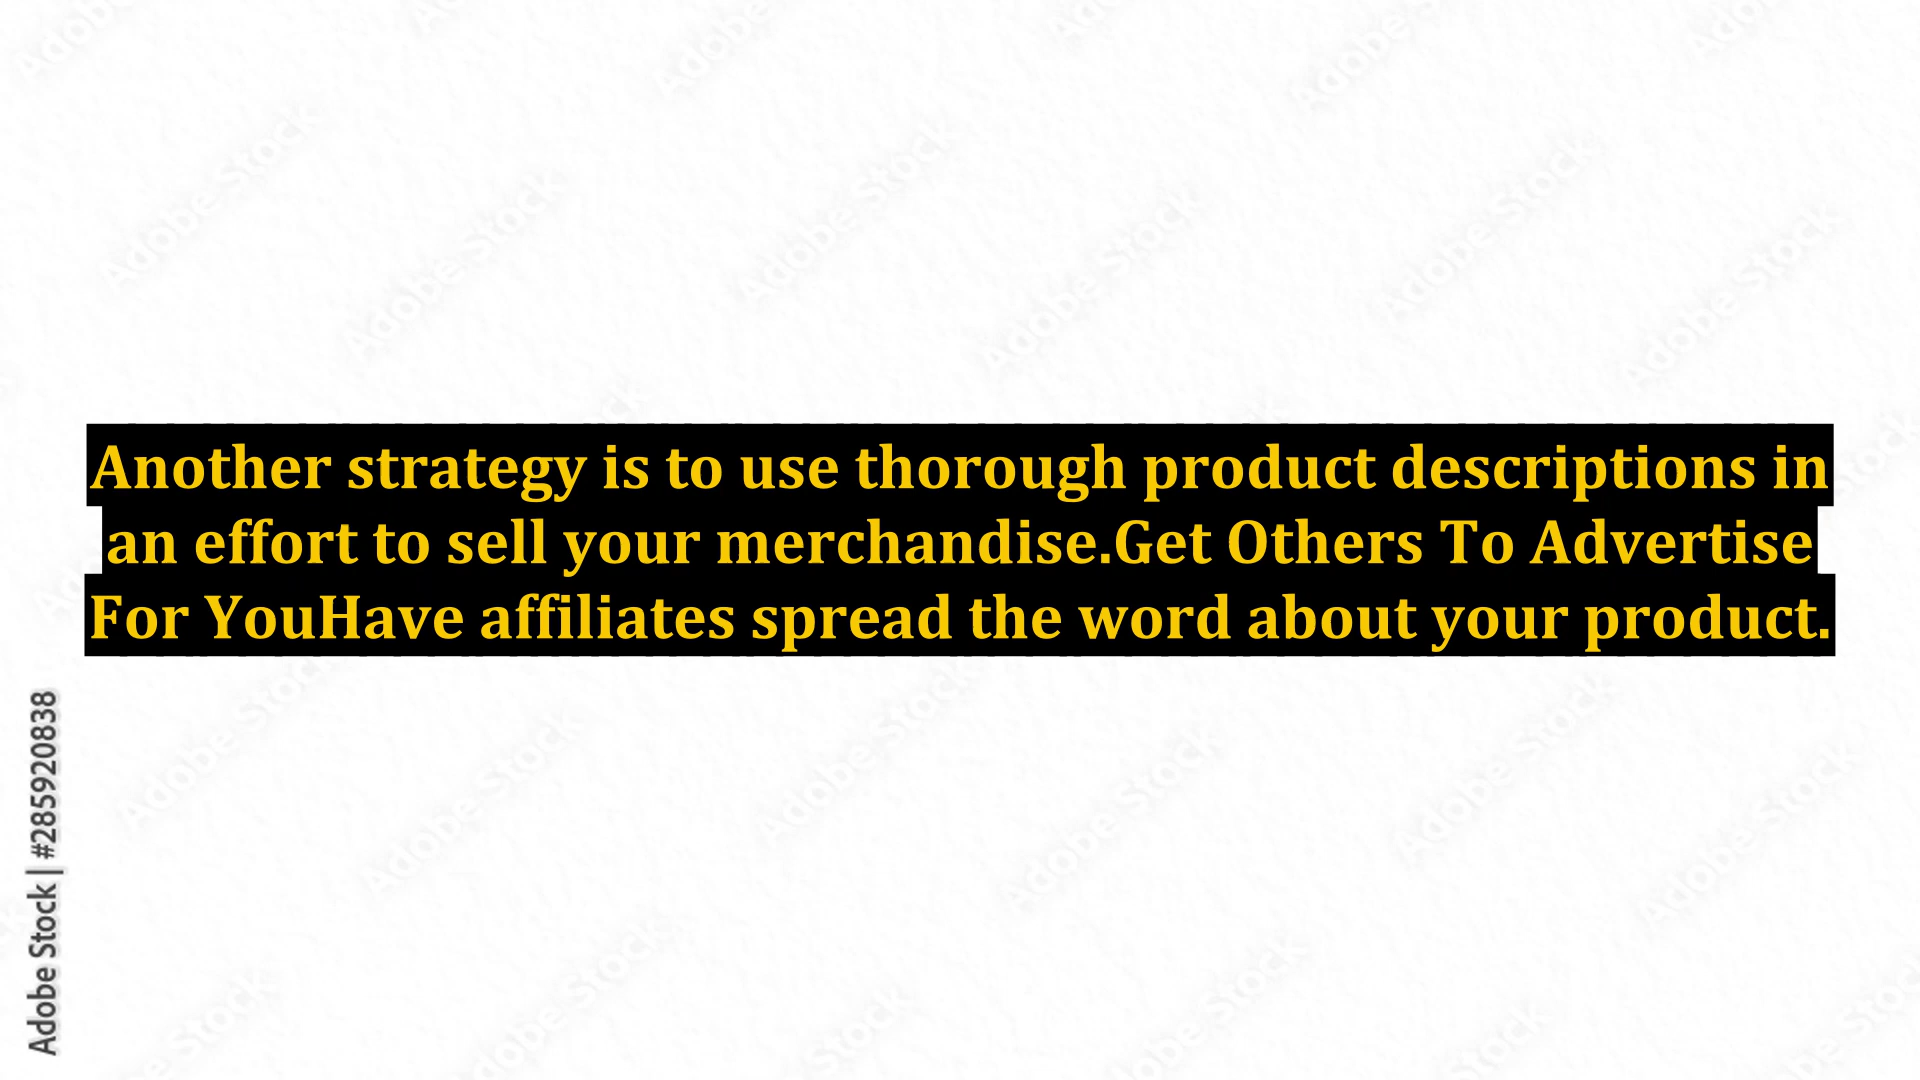 Another strategy is to use thorough product descriptions in
an effort to sell your merchandise.Get Others To Advertise
For YouHave affiliates spread the word about your product.
Adobe Stock | #285920838